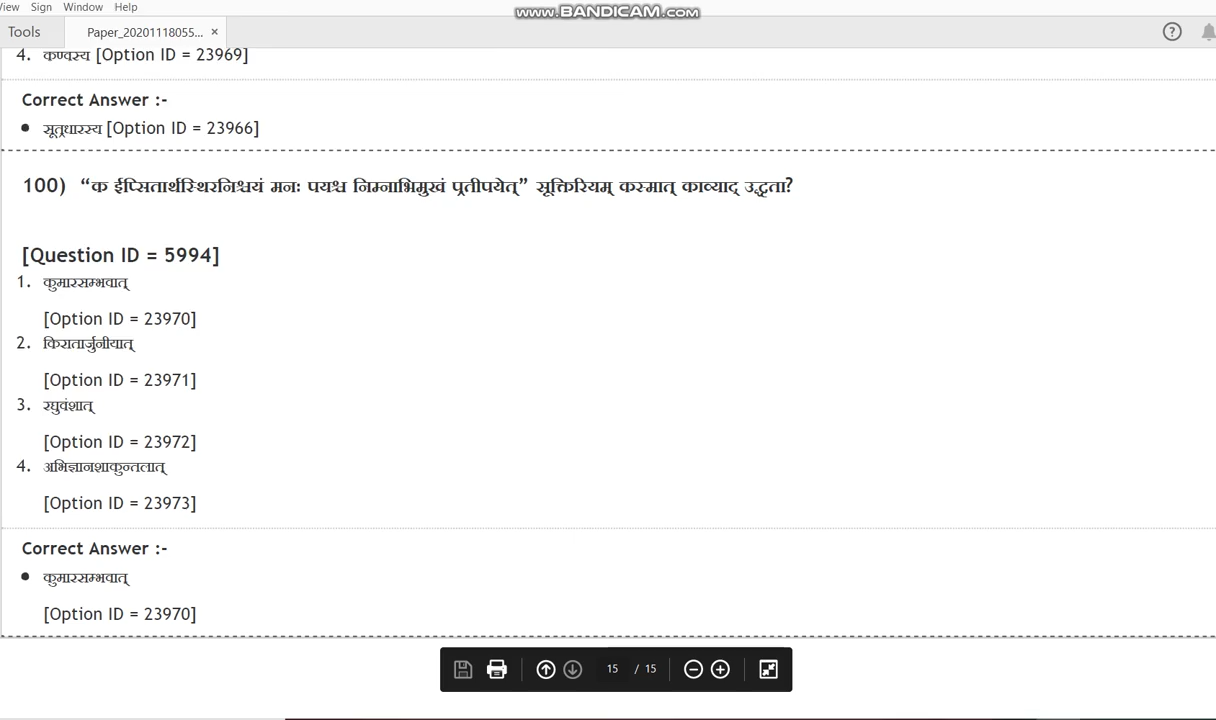 View Sign Window Help
www.BANDICAM.com
Tools Paper_20201118055... ×
4. कण्वस्य [Option ID = 23969]
Correct Answer :-
• सूत्रधारस्य [Option ID = 23966]
100) “क ईप्सितार्थस्थिरनिश्चयं मनः पयश्च निम्नाभिमुखं प्रतीपयेत्” सूक्तिरियम् कस्मात् काव्याद् उद्धृता?
[Question ID = 5994]
1. कुमारसम्भवात्
[Option ID = 23970]
2. किरातार्जुनीयात्
[Option ID = 23971]
3. रघुवंशात्
[Option ID = 23972]
4. अभिज्ञानशाकुन्तलात्
[Option ID = 23973]
Correct Answer :-
• कुमारसम्भवात्
[Option ID = 23970]
15 / 15